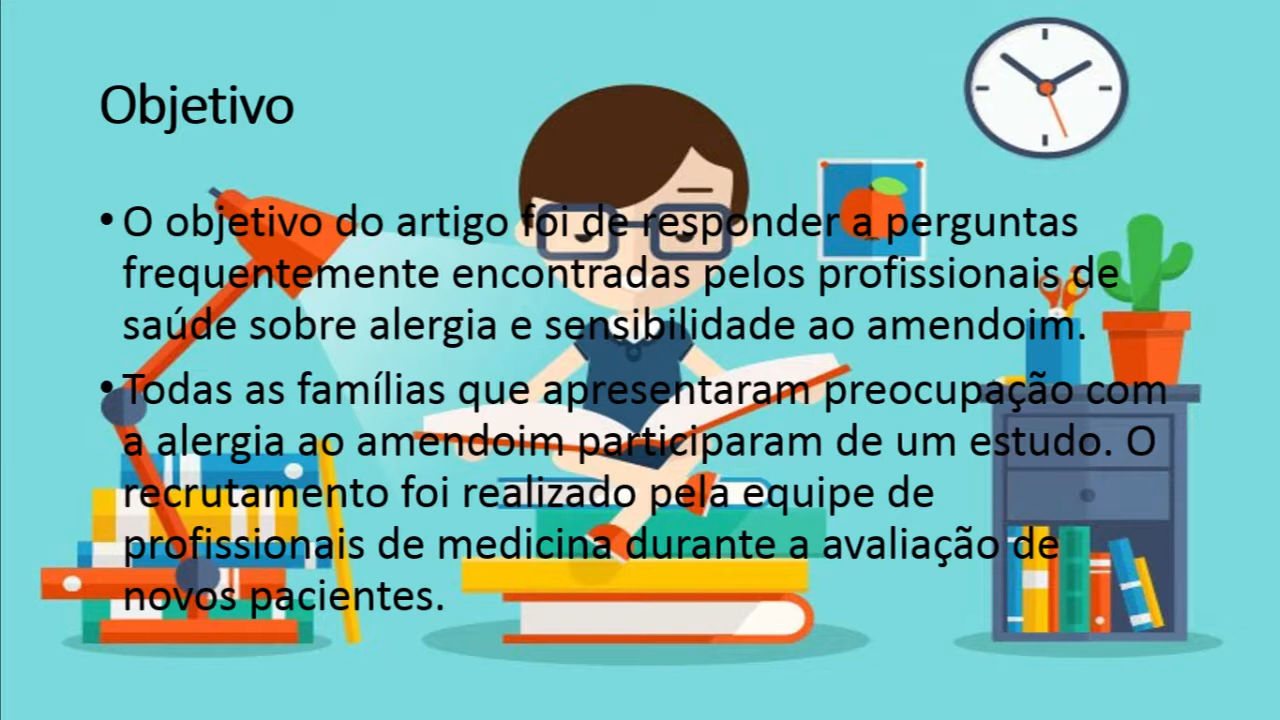 Objetivo
• O objetivo do artigo foi de responder a perguntas
frequentemente encontradas pelos profissionais de
saúde sobre alergia e sensibilidade ao amendoim.
• Todas as famílias que apresentaram preocupação com
a alergia ao amendoim participaram de um estudo. O
recrutamento foi realizado pela equipe de
profissionais de medicina durante a avaliação de
novos pacientes.